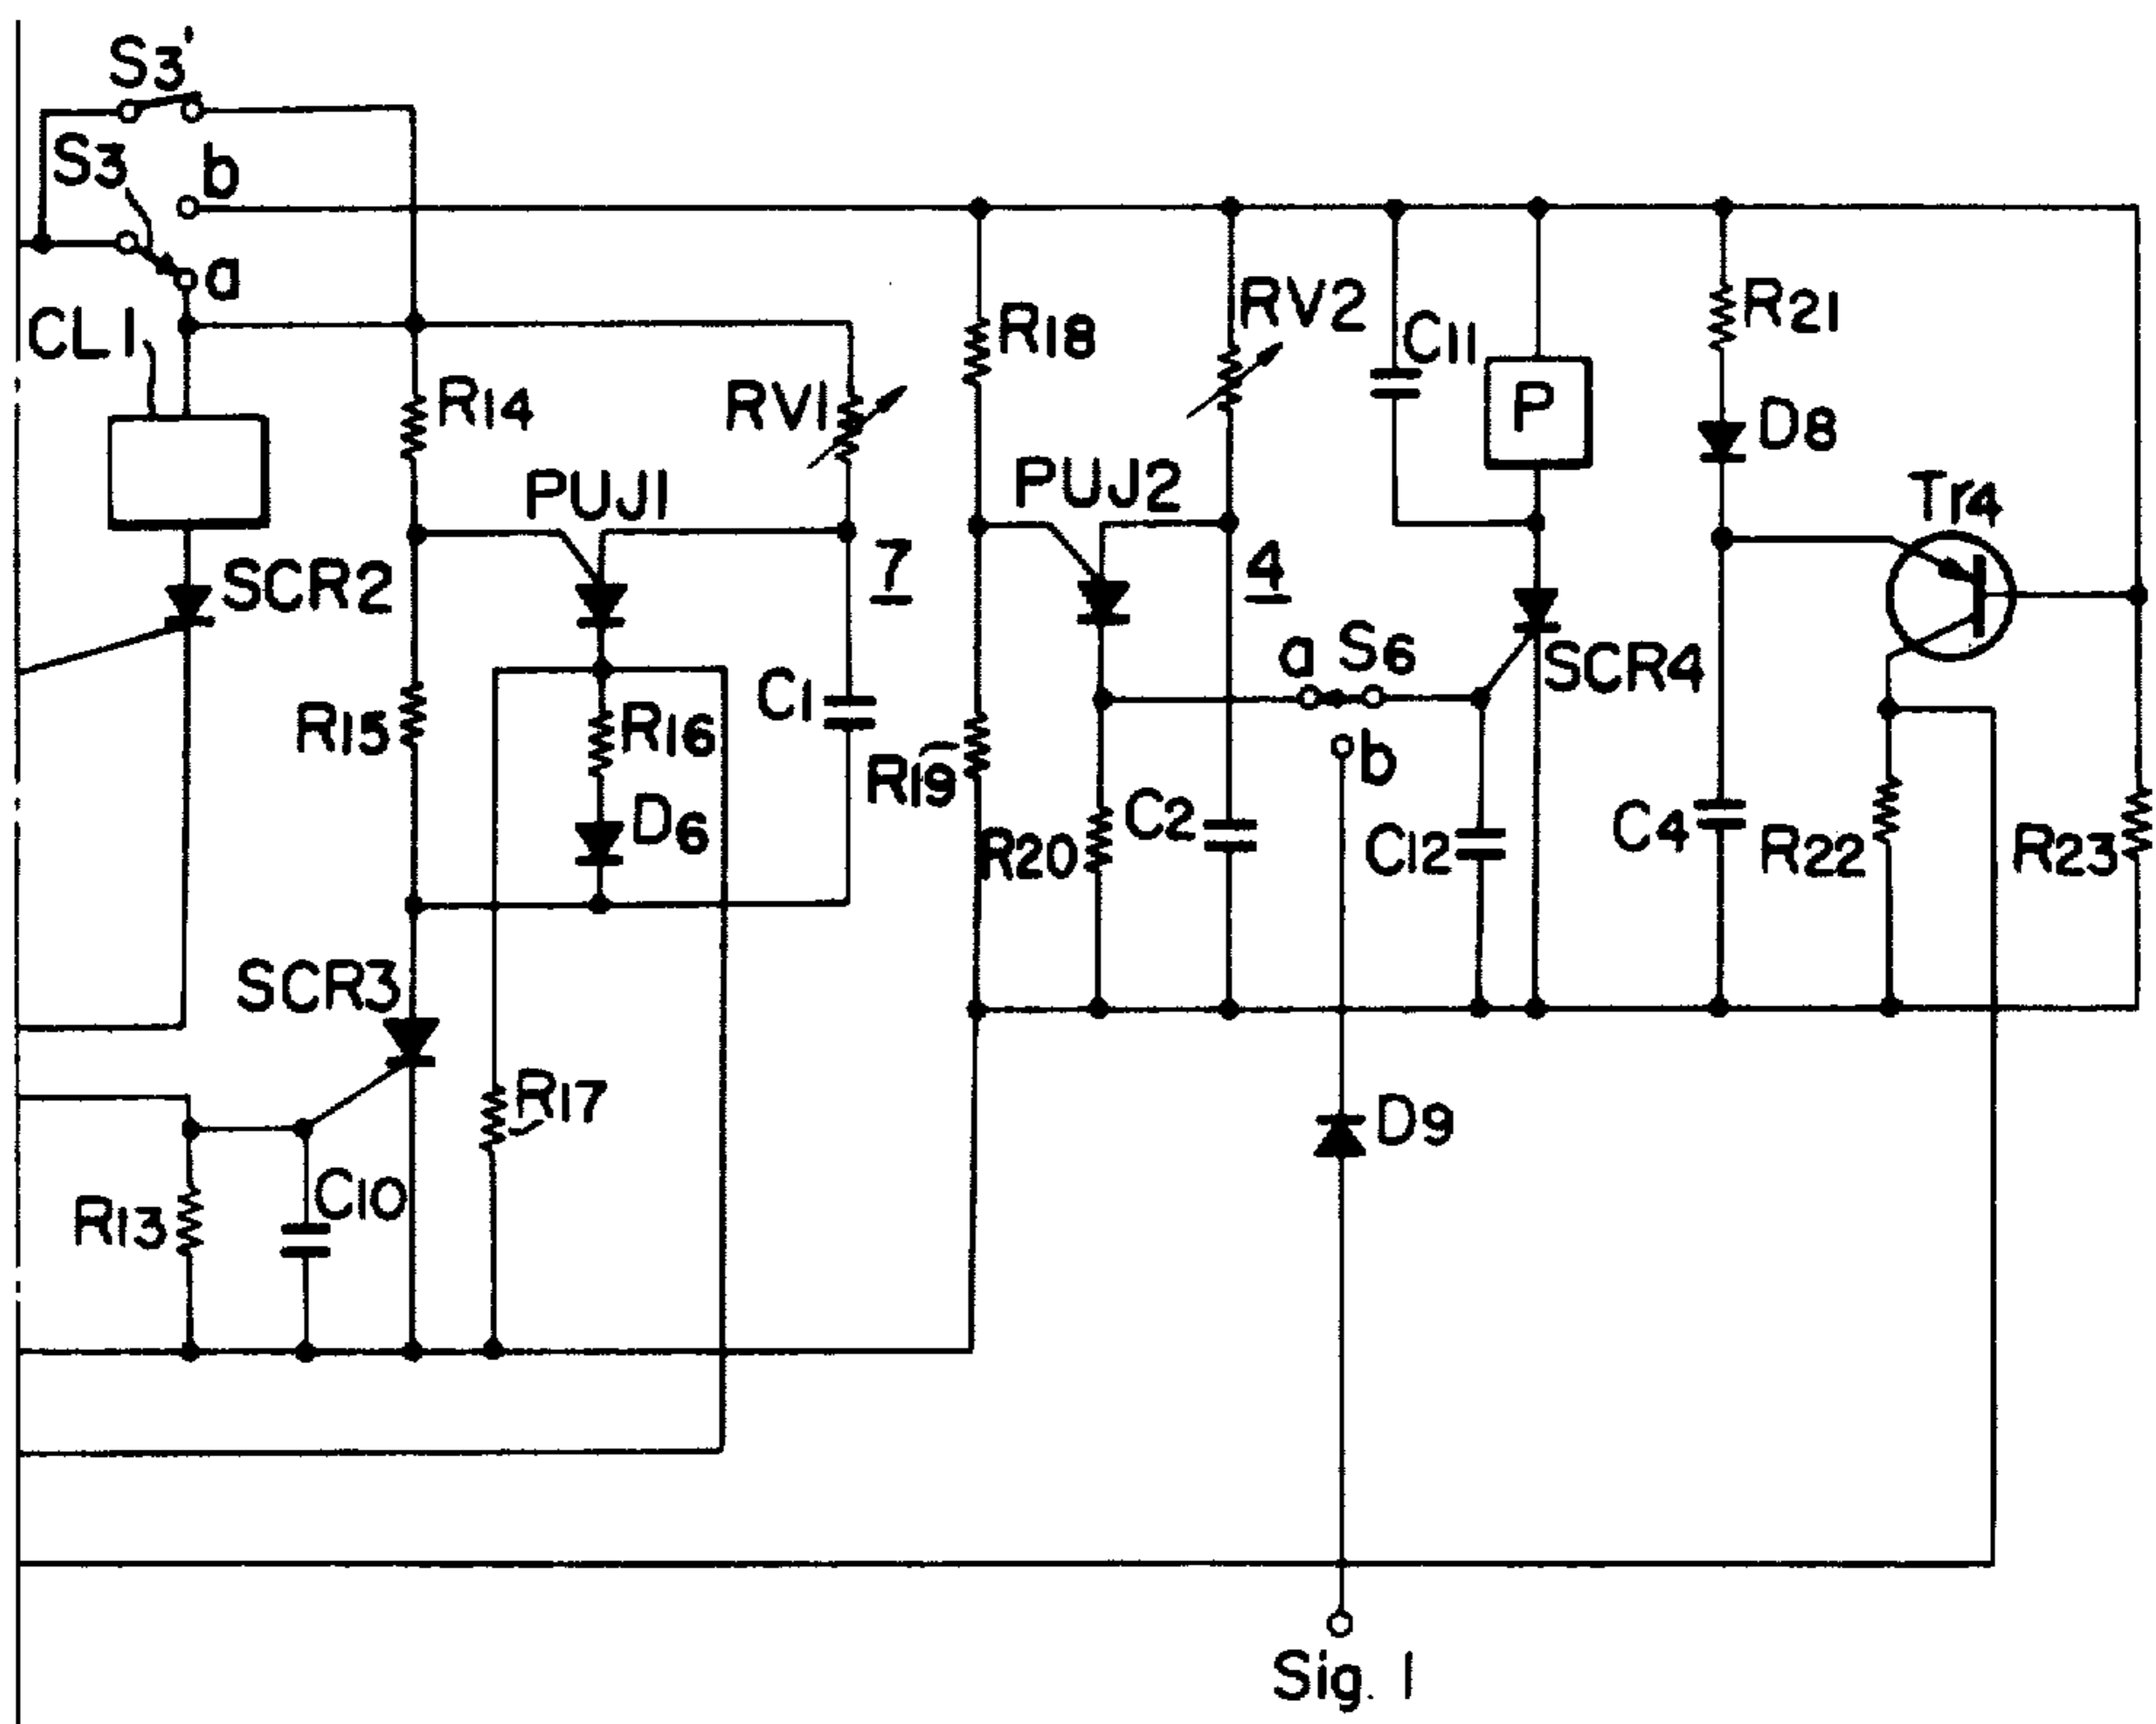 S3'
S3
b
a
CL1
R14
RV1
R18
RV2
C11
P
R21
D8
PUJ1
PUJ2
Tr4
SCR2
7
4
a S6
SCR4
R15
R16
C1
R19
D6
R20
C2
b
C12
C4
R22
R23
SCR3
R17
D9
R13
C10
Sig. 1